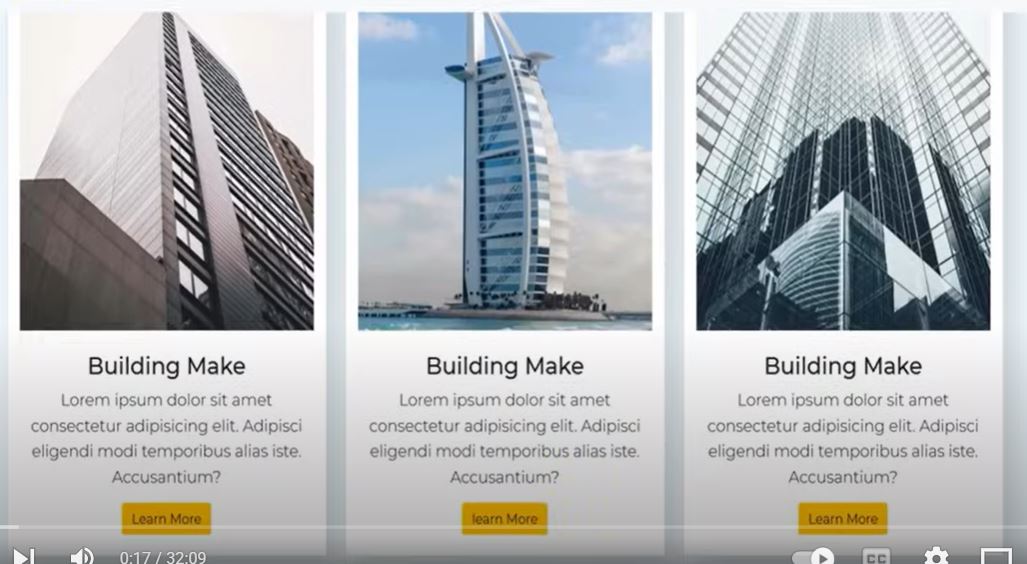 Building Make
Lorem ipsum dolor sit amet
consectetur adipisicing elit. Adipisci
eligendi modi temporibus alias iste.
Accusantium?
Learn More
Building Make
Lorem ipsum dolor sit amet
consectetur adipisicing elit. Adipisci
eligendi modi temporibus alias iste.
Accusantium?
learn More
Building Make
Lorem ipsum dolor sit amet
consectetur adipisicing elit. Adipisci
eligendi modi temporibus alias iste.
Accusantium?
Learn More
0:17 / 32:09
CC